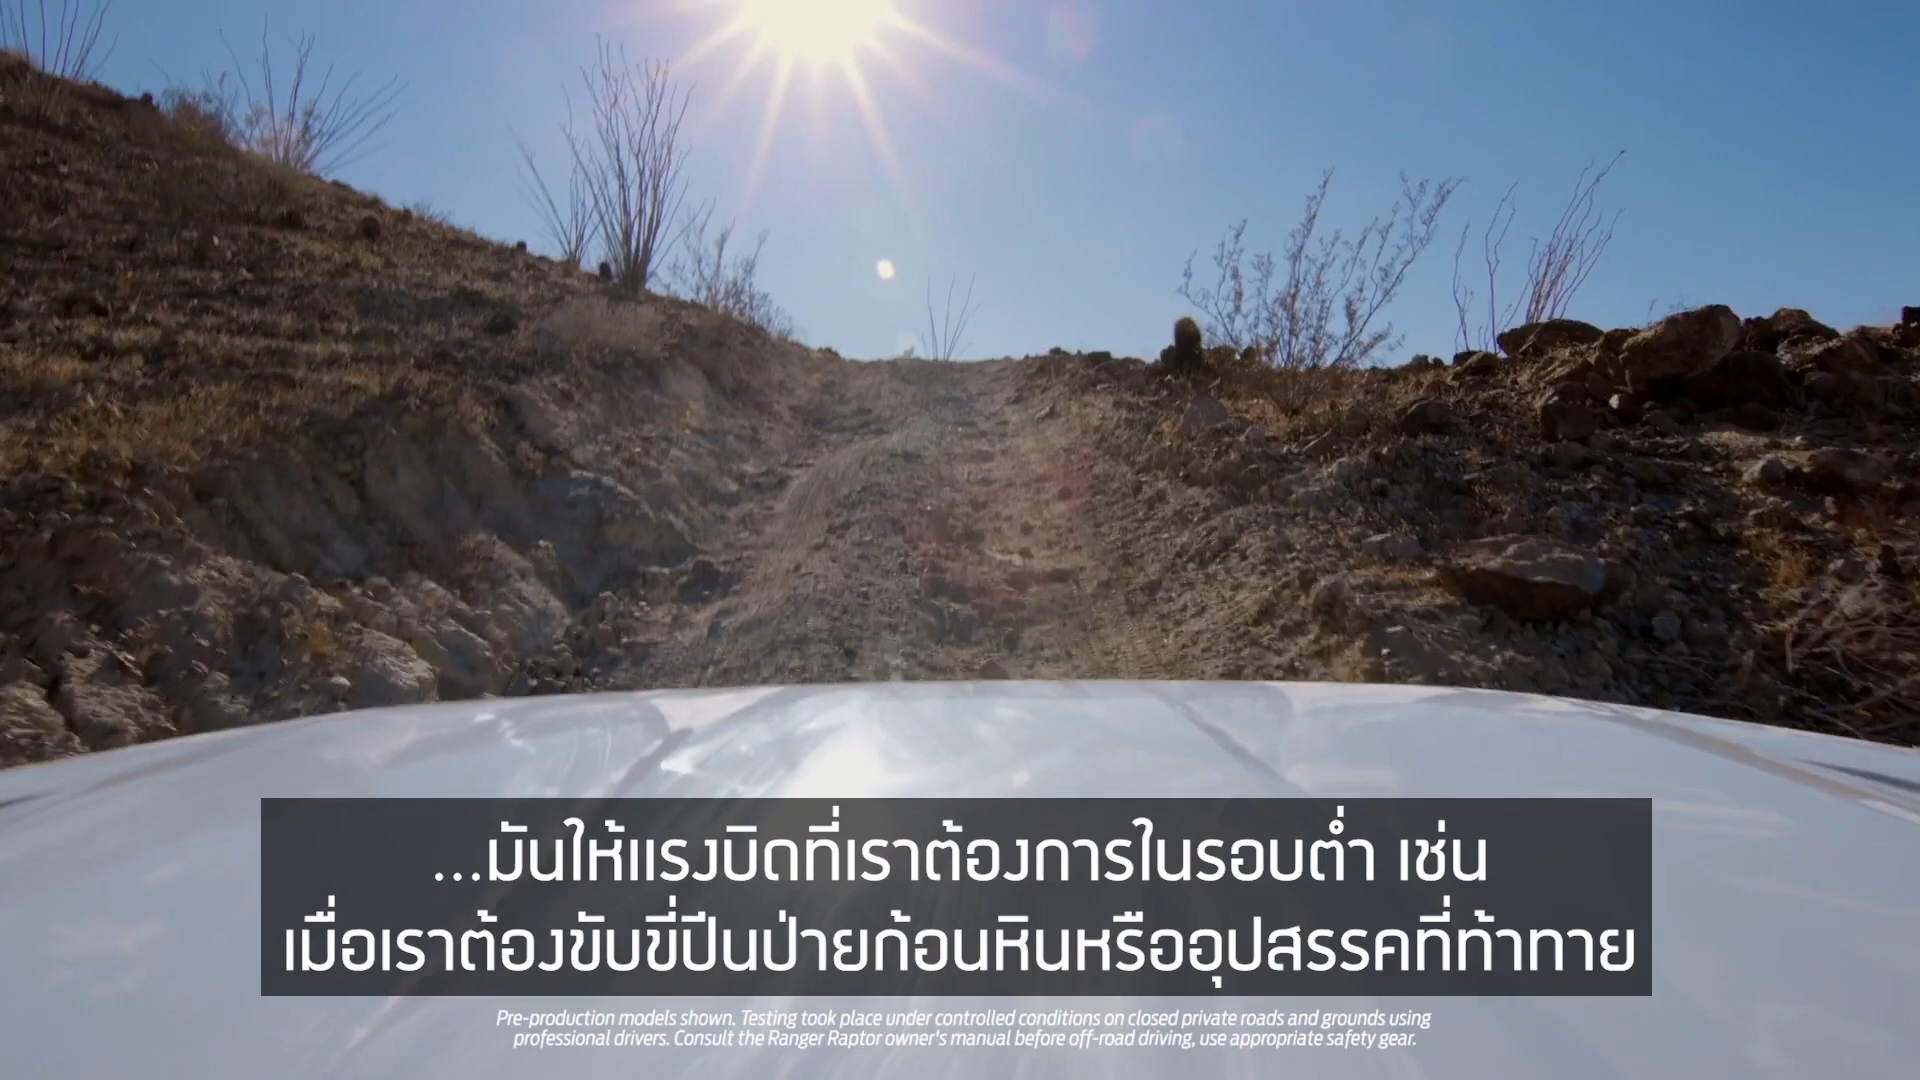 ...มันให้แรงบิดที่เราต้องการในรอบต่ำ เช่น
เมื่อเราต้องขับขี่ปีนป่ายก้อนหินหรืออุปสรรคที่ท้าทาย
Pre-production models shown. Testing took place under controlled conditions on closed private roads and grounds using
professional drivers. Consult the Ranger Raptor owner's manual before off-road driving, use appropriate safety gear.